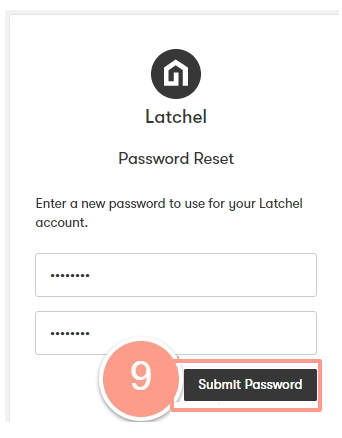 Latchel
Password Reset
Enter a new password to use for your Latchel
account.
••••••••
••••••••
9
Submit Password